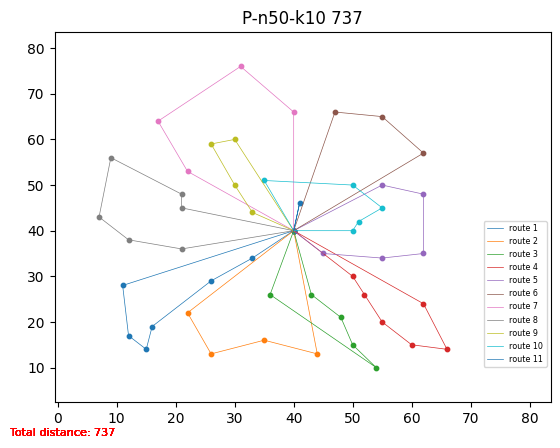 P-n50-k10 737
80
70
60
50
40
30
20
10
0 10 20 30 40 50 60 70 80
route 1
route 2
route 3
route 4
route 5
route 6
route 7
route 8
route 9
route 10
route 11
Total distance: 737